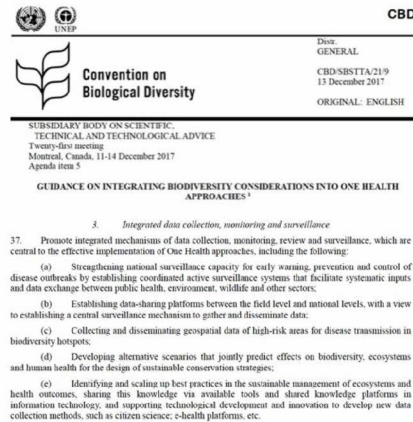 CBD
UNEP
Distr.
GENERAL
Convention on
Biological Diversity
CBD/SBSTTA/21/9
13 December 2017
ORIGINAL: ENGLISH
SUBSIDIARY BODY ON SCIENTIFIC,
TECHNICAL AND TECHNOLOGICAL ADVICE
Twenty-first meeting
Montreal, Canada, 11-14 December 2017
Agenda item 5
GUIDANCE ON INTEGRATING BIODIVERSITY CONSIDERATIONS INTO ONE HEALTH
APPROACHES 1
3. Integrated data collection, monitoring and surveillance
37. Promote integrated mechanisms of data collection, monitoring, review and surveillance, which are
central to the effective implementation of One Health approaches, including the following:
(a) Strengthening national surveillance capacity for early warning, prevention and control of
disease outbreaks by establishing coordinated active surveillance systems that facilitate systematic inputs
and data exchange between public health, environment, wildlife and other sectors;
(b) Establishing data-sharing platforms between the field level and national levels, with a view
to establishing a central surveillance mechanism to gather and disseminate data;
(c) Collecting and disseminating geospatial data of high-risk areas for disease transmission in
biodiversity hotspots;
(d) Developing alternative scenarios that jointly predict effects on biodiversity, ecosystems
and human health for the design of sustainable conservation strategies;
(e) Identifying and scaling up best practices in the sustainable management of ecosystems and
health outcomes, sharing this knowledge via available tools and shared knowledge platforms in
information technology, and supporting technological development and innovation to develop new data
collection methods, such as citizen science; e-health platforms, etc.